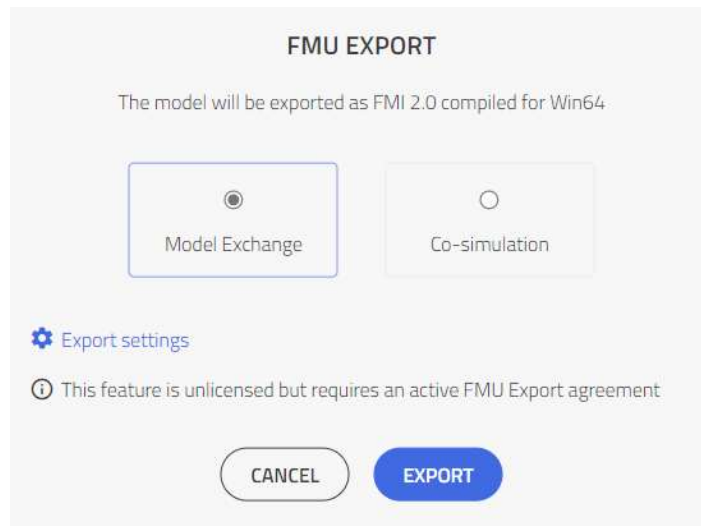 FMU EXPORT
The model will be exported as FMI 2.0 compiled for Win64
Model Exchange
Co-simulation
Export settings
This feature is unlicensed but requires an active FMU Export agreement
CANCEL
EXPORT